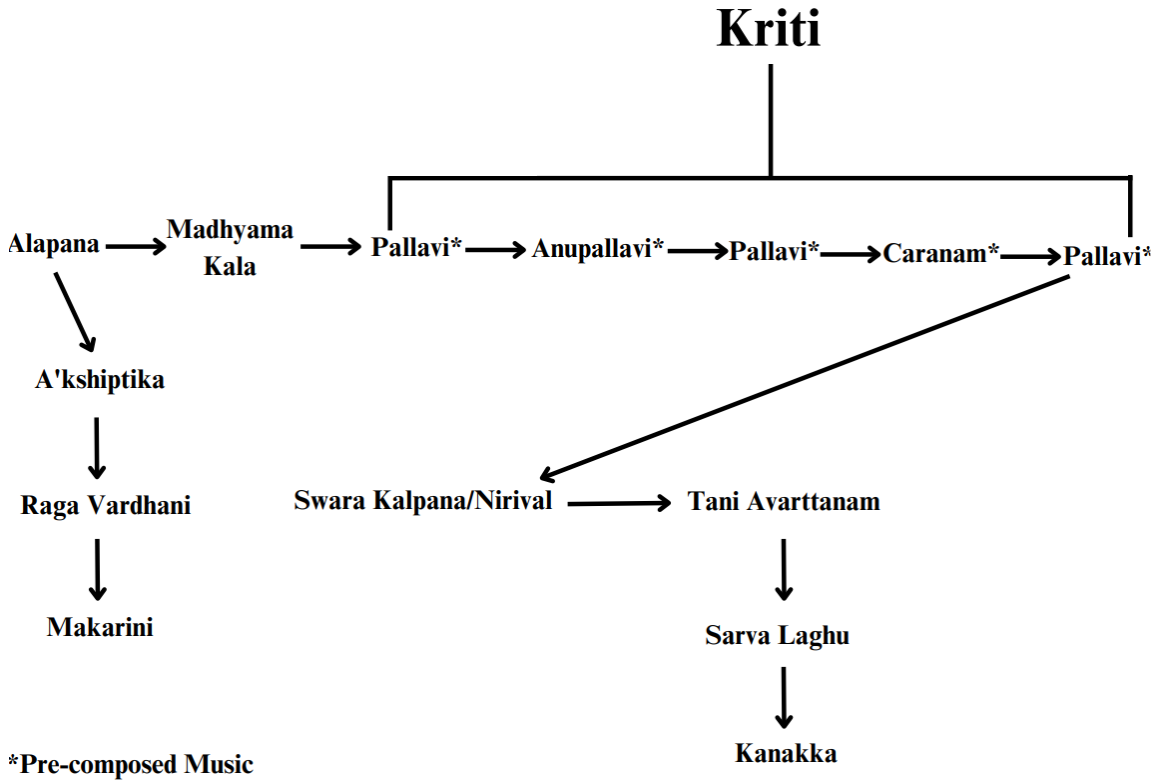 Kriti
Alapana
Madhyama
Kala
Pallavi*
Anupallavi*
Pallavi*
Caranam*
Pallavi*
A'kshiptika
Raga Vardhani
Makarini
Swara Kalpana/Nirival
Tani Avarttanam
Sarva Laghu
Kanakka
*Pre-composed Music